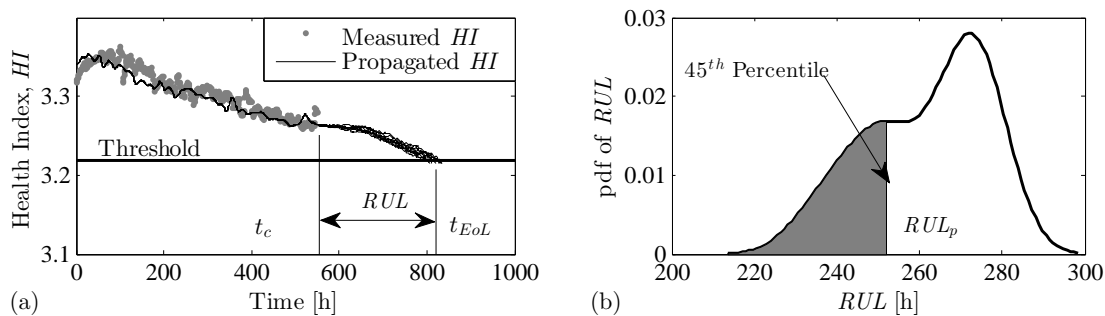 Health Index, HI
3.3
3.2
3.1
Measured HI
Propagated HI
Threshold
RUL
t_c
t_EoL
0
200
400
600
800
1000
Time [h]
(a)
pdf of RUL
0.03
0.02
0.01
0
45th Percentile
RUL_p
200
220
240
260
280
300
RUL [h]
(b)